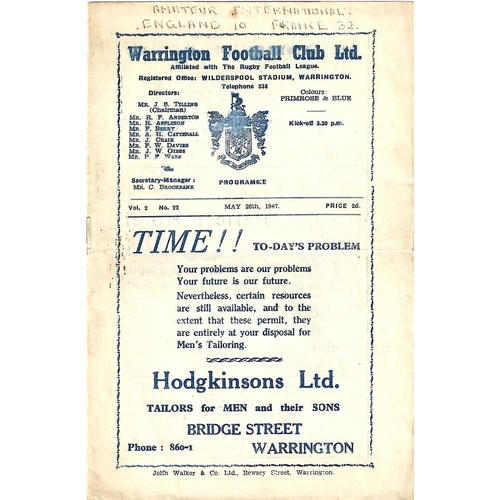 AMATEUR INTERNATIONAL.
ENGLAND 10 FRANCE 32.
Warrington Football Club Ltd.
Affiliated with The Rugby Football League.
Registered Office: WILDERSPOOL STADIUM, WARRINGTON.
Telephone 338
Directors:
MR. J. S. TILLING
(Chairman)
MR. R. F. ANDERTON
MR. R. APPLETON
MR. F. BERRY
MR. A. H. CATTERALL
MR. J. CRAIK
MR. F. W. DAVIES
MR. J. W. GIBBS
MR. P. F. WARE
Secretary-Manager :
MR. C. BROCKBANK
PROGRAMME
Colours:
PRIMROSE & BLUE
Kick-off 3.30 p.m.
Vol. 2 No. 22 MAY 26th, 1947. PRICE 2d.
TIME!! TO-DAY'S PROBLEM
Your problems are our problems
Your future is our future.
Nevertheless, certain resources
are still available, and to the
extent that these permit, they
are entirely at your disposal for
Men's Tailoring.
Hodgkinsons Ltd.
TAILORS for MEN and their SONS
BRIDGE STREET
Phone : 860-1 WARRINGTON
John Walker & Co. Ltd., Bewsey Street, Warrington.